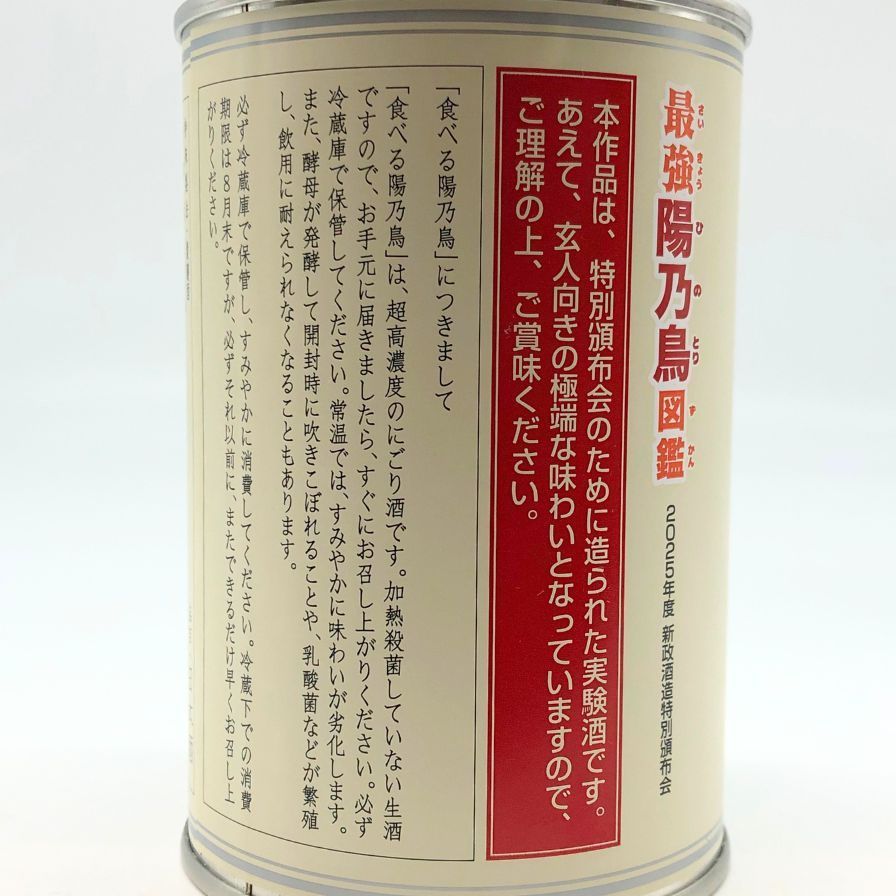 最強陽乃鳥図鑑
さいきょうひのとりずかん
2025年度 新政酒造特別頒布会
本作品は、特別頒布会のために造られた実験酒です。
あえて、玄人向きの極端な味わいとなっていますので、
ご理解の上、ご賞味ください。
「食べる陽乃鳥」につきまして
「食べる陽乃鳥」は、超高濃度のにごり酒です。加熱殺菌していない生酒
ですので、お手元に届きましたら、すぐにお召し上がりください。必ず
冷蔵庫で保管してください。常温では、すみやかに味わいが劣化します。
また、酵母が発酵して開封時に吹きこぼれることや、乳酸菌などが繁殖
し、飲用に耐えられなくなることもあります。
必ず冷蔵庫で保管し、すみやかに消費してください。冷蔵下での消費
期限は8月末ですが、必ずそれ以前に、またできるだけ早くお召し上
がりください。